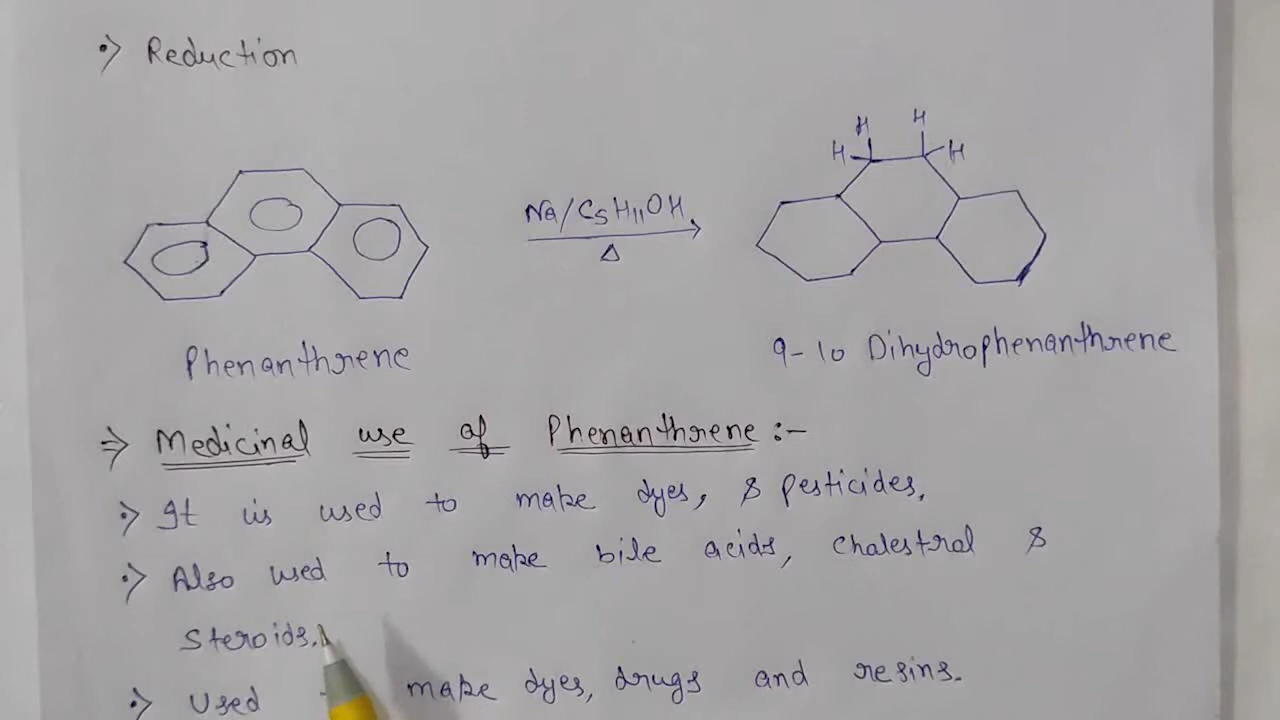 ·> Reduction
H H
H H
Na/C5H11OH
Δ
Phenanthrene
9-10 Dihydrophenanthrene
=> Medicinal use of Phenanthrene :-
·> It is used to make dyes, & pesticides.
·> Also used to make bile acids, chalestral &
steroids.
·> Used make dyes, drugs and resins.